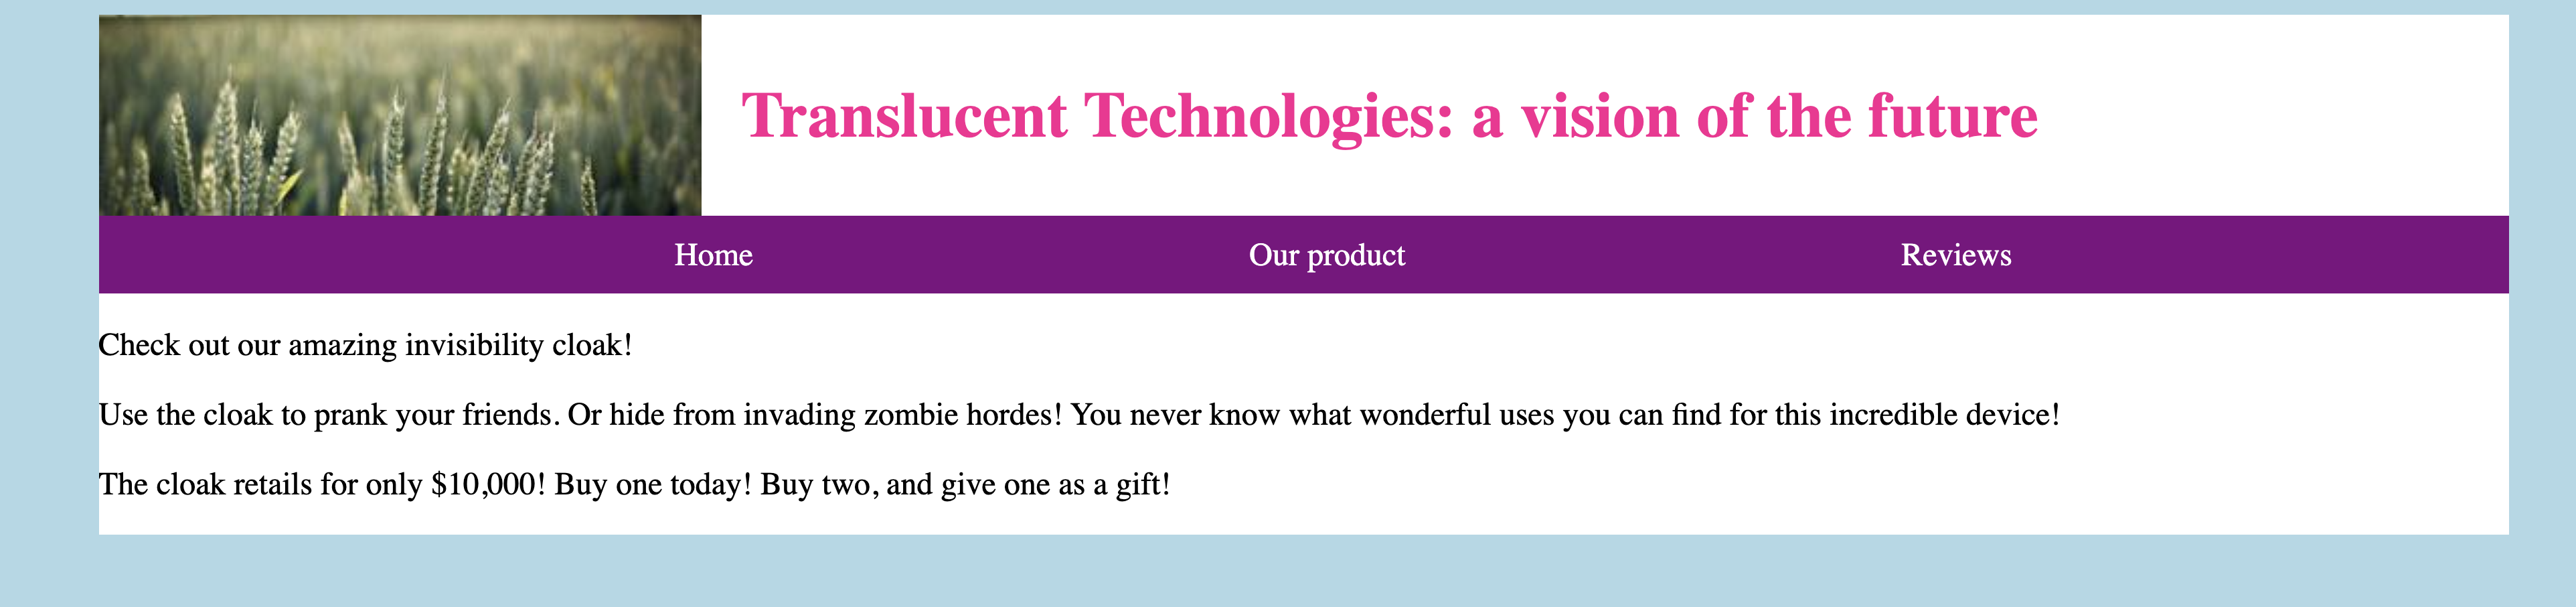 Translucent Technologies: a vision of the future
Home Our product Reviews
Check out our amazing invisibility cloak!
Use the cloak to prank your friends. Or hide from invading zombie hordes! You never know what wonderful uses you can find for this incredible device!
The cloak retails for only $10,000! Buy one today! Buy two, and give one as a gift!